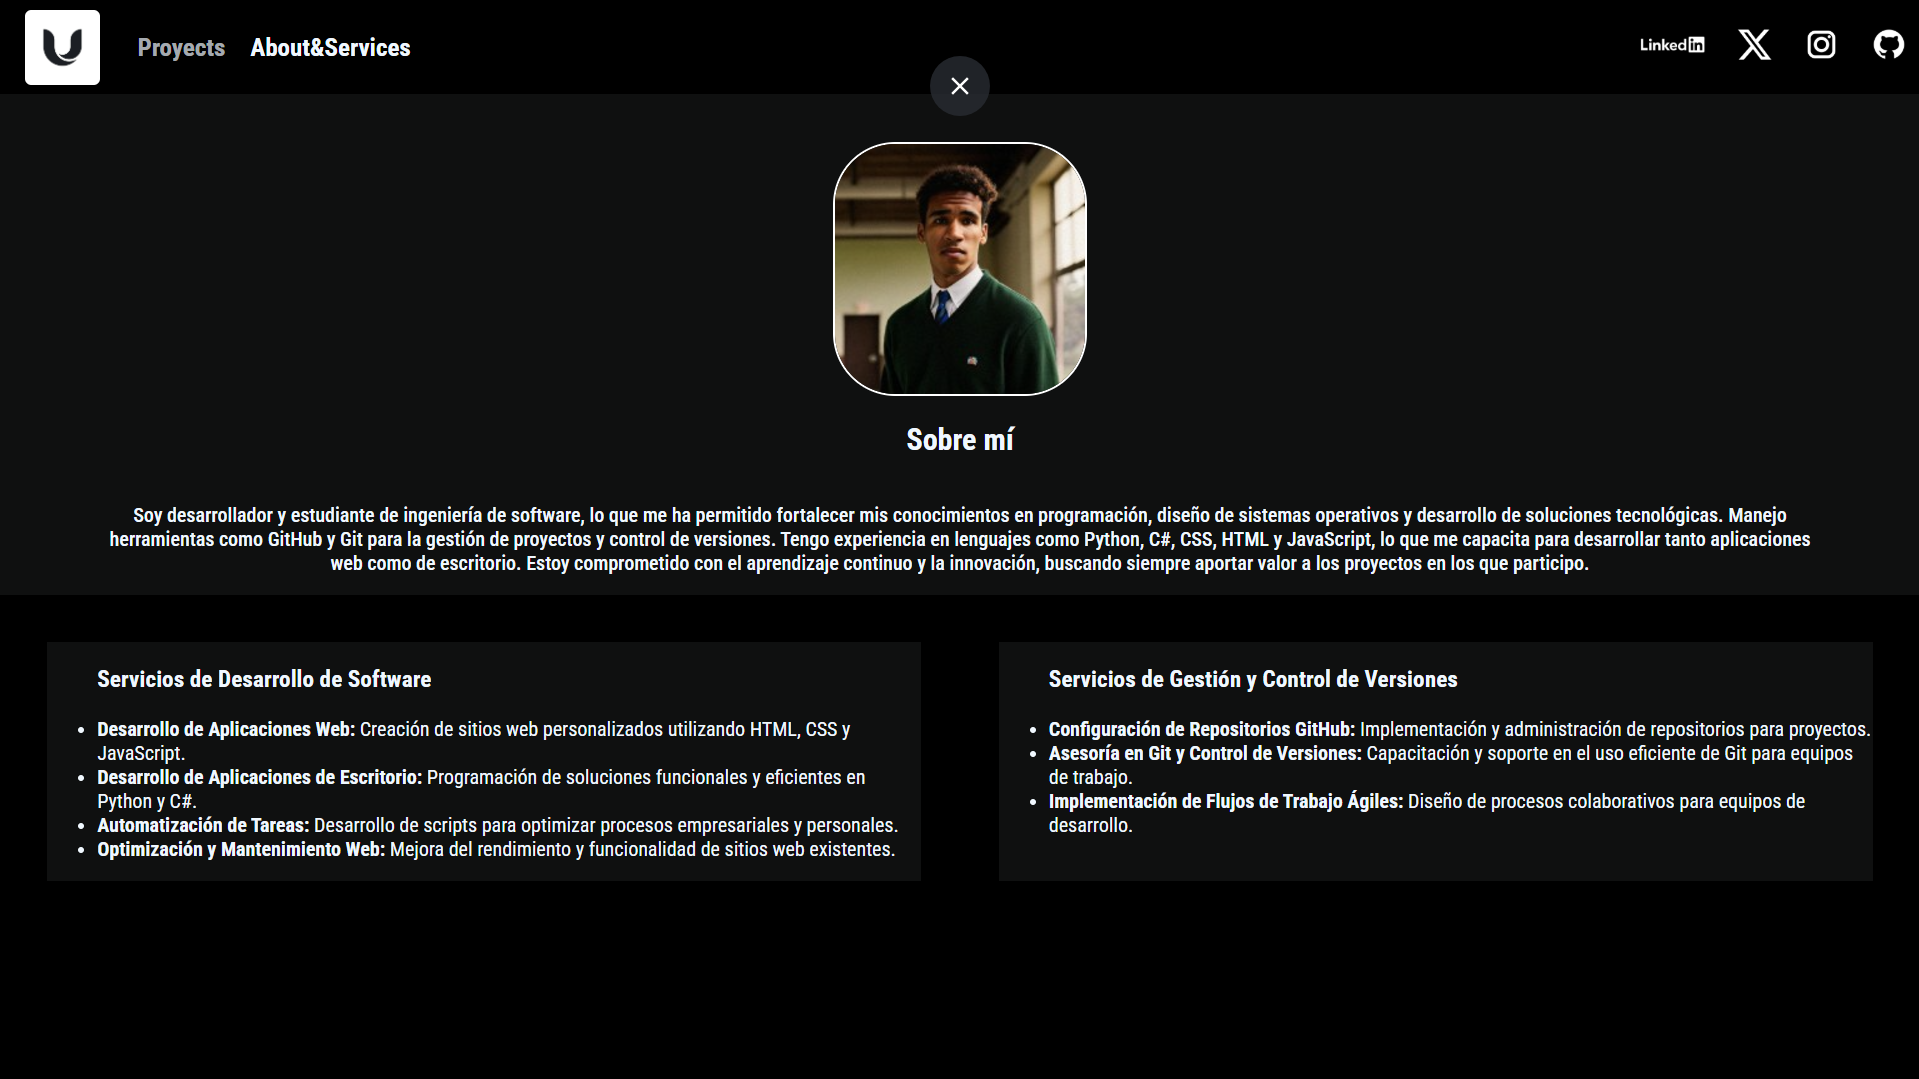 Proyects About&Services
Linked in
Sobre mí
Soy desarrollador y estudiante de ingeniería de software, lo que me ha permitido fortalecer mis conocimientos en programación, diseño de sistemas operativos y desarrollo de soluciones tecnológicas. Manejo
herramientas como GitHub y Git para la gestión de proyectos y control de versiones. Tengo experiencia en lenguajes como Python, C#, CSS, HTML y JavaScript, lo que me capacita para desarrollar tanto aplicaciones
web como de escritorio. Estoy comprometido con el aprendizaje continuo y la innovación, buscando siempre aportar valor a los proyectos en los que participo.
Servicios de Desarrollo de Software
• Desarrollo de Aplicaciones Web: Creación de sitios web personalizados utilizando HTML, CSS y
JavaScript.
• Desarrollo de Aplicaciones de Escritorio: Programación de soluciones funcionales y eficientes en
Python y C#.
• Automatización de Tareas: Desarrollo de scripts para optimizar procesos empresariales y personales.
• Optimización y Mantenimiento Web: Mejora del rendimiento y funcionalidad de sitios web existentes.
Servicios de Gestión y Control de Versiones
• Configuración de Repositorios GitHub: Implementación y administración de repositorios para proyectos.
• Asesoría en Git y Control de Versiones: Capacitación y soporte en el uso eficiente de Git para equipos
de trabajo.
• Implementación de Flujos de Trabajo Ágiles: Diseño de procesos colaborativos para equipos de
desarrollo.